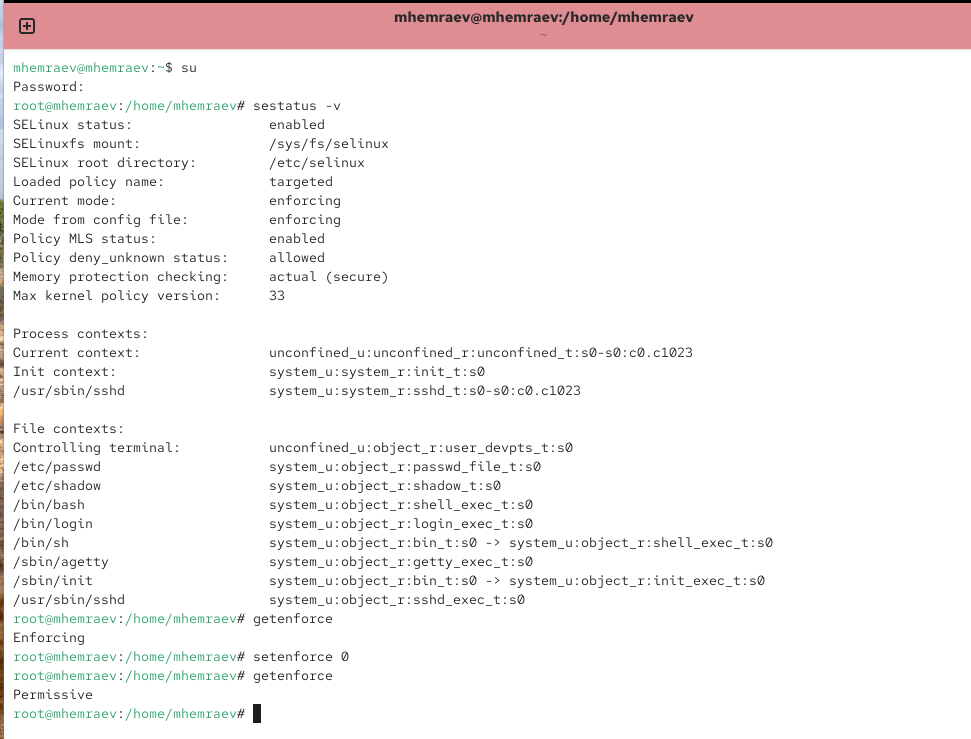 mhemraev@mhemraev:/home/mhemraev
~
mhemraev@mhemraev:~$ su
Password:
root@mhemraev:/home/mhemraev# sestatus -v
SELinux status:                 enabled
SELinuxfs mount:                /sys/fs/selinux
SELinux root directory:         /etc/selinux
Loaded policy name:             targeted
Current mode:                   enforcing
Mode from config file:          enforcing
Policy MLS status:              enabled
Policy deny_unknown status:     allowed
Memory protection checking:     actual (secure)
Max kernel policy version:      33

Process contexts:
Current context:                unconfined_u:unconfined_r:unconfined_t:s0-s0:c0.c1023
Init context:                   system_u:system_r:init_t:s0
/usr/sbin/sshd                  system_u:system_r:sshd_t:s0-s0:c0.c1023

File contexts:
Controlling terminal:           unconfined_u:object_r:user_devpts_t:s0
/etc/passwd                     system_u:object_r:passwd_file_t:s0
/etc/shadow                     system_u:object_r:shadow_t:s0
/bin/bash                       system_u:object_r:shell_exec_t:s0
/bin/login                      system_u:object_r:login_exec_t:s0
/bin/sh                         system_u:object_r:bin_t:s0 -> system_u:object_r:shell_exec_t:s0
/sbin/agetty                    system_u:object_r:getty_exec_t:s0
/sbin/init                      system_u:object_r:bin_t:s0 -> system_u:object_r:init_exec_t:s0
/usr/sbin/sshd                  system_u:object_r:sshd_exec_t:s0
root@mhemraev:/home/mhemraev# getenforce
Enforcing
root@mhemraev:/home/mhemraev# setenforce 0
root@mhemraev:/home/mhemraev# getenforce
Permissive
root@mhemraev:/home/mhemraev#